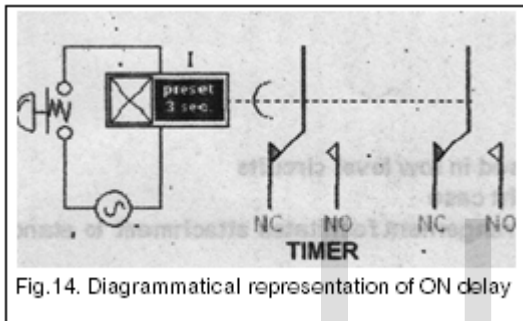 I
preset
3 sec.
NC NO NC NO
TIMER
Fig.14. Diagrammatical representation of ON delay